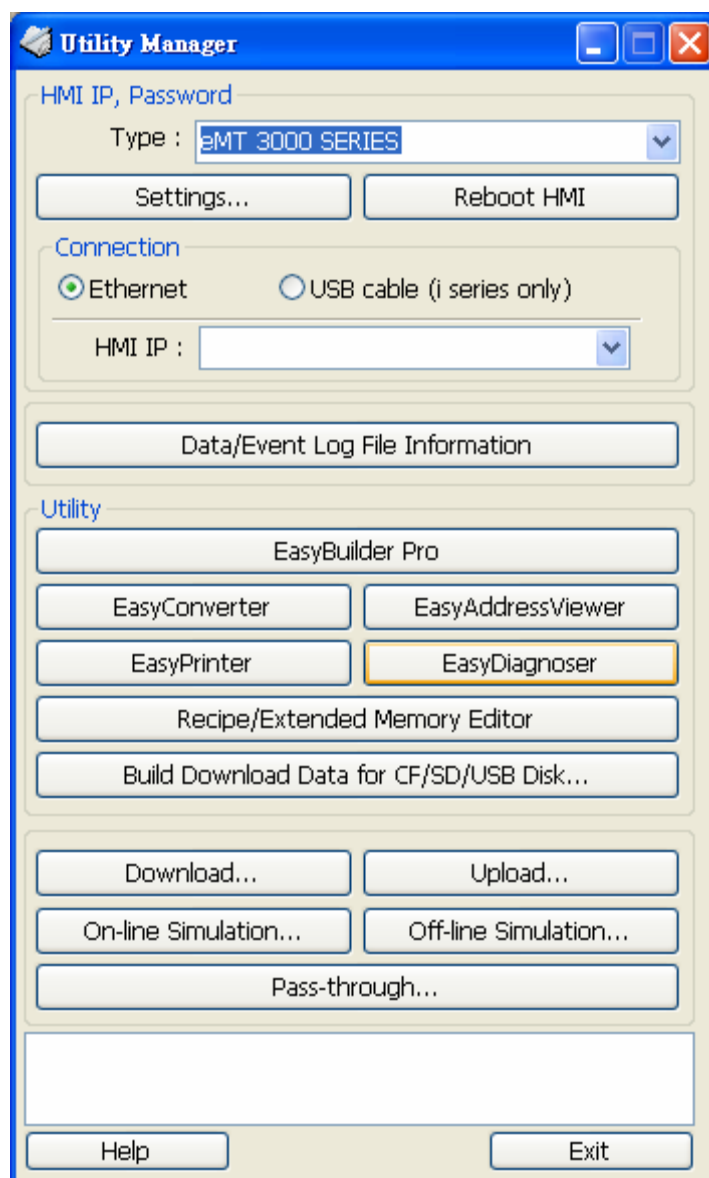 Utility Manager
HMI IP, Password
Type : eMT 3000 SERIES
Settings... Reboot HMI
Connection
Ethernet USB cable (i series only)
HMI IP :
Data/Event Log File Information
Utility
EasyBuilder Pro
EasyConverter EasyAddressViewer
EasyPrinter EasyDiagnoser
Recipe/Extended Memory Editor
Build Download Data for CF/SD/USB Disk...
Download... Upload...
On-line Simulation... Off-line Simulation...
Pass-through...
Help Exit